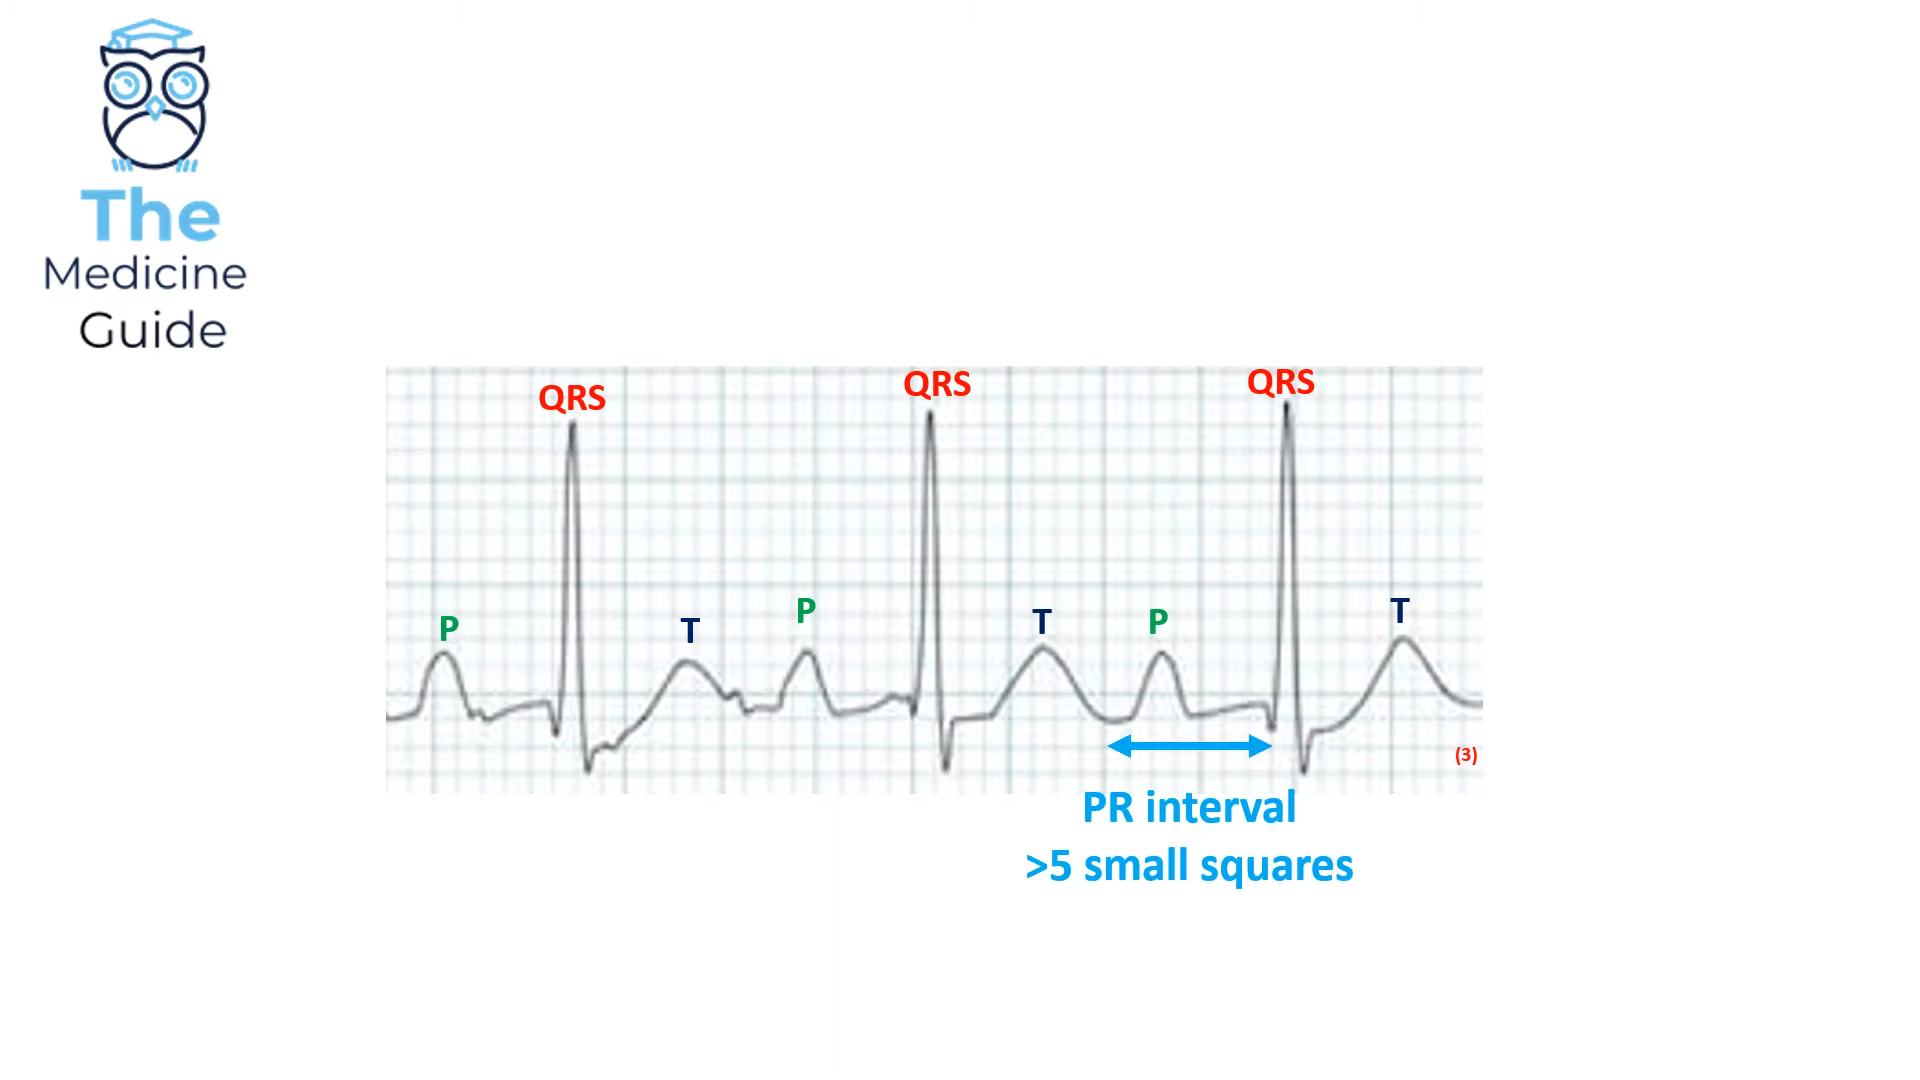 The
Medicine
Guide
QRS
QRS
QRS
P
T
P
T
P
T
(3)
PR interval
>5 small squares